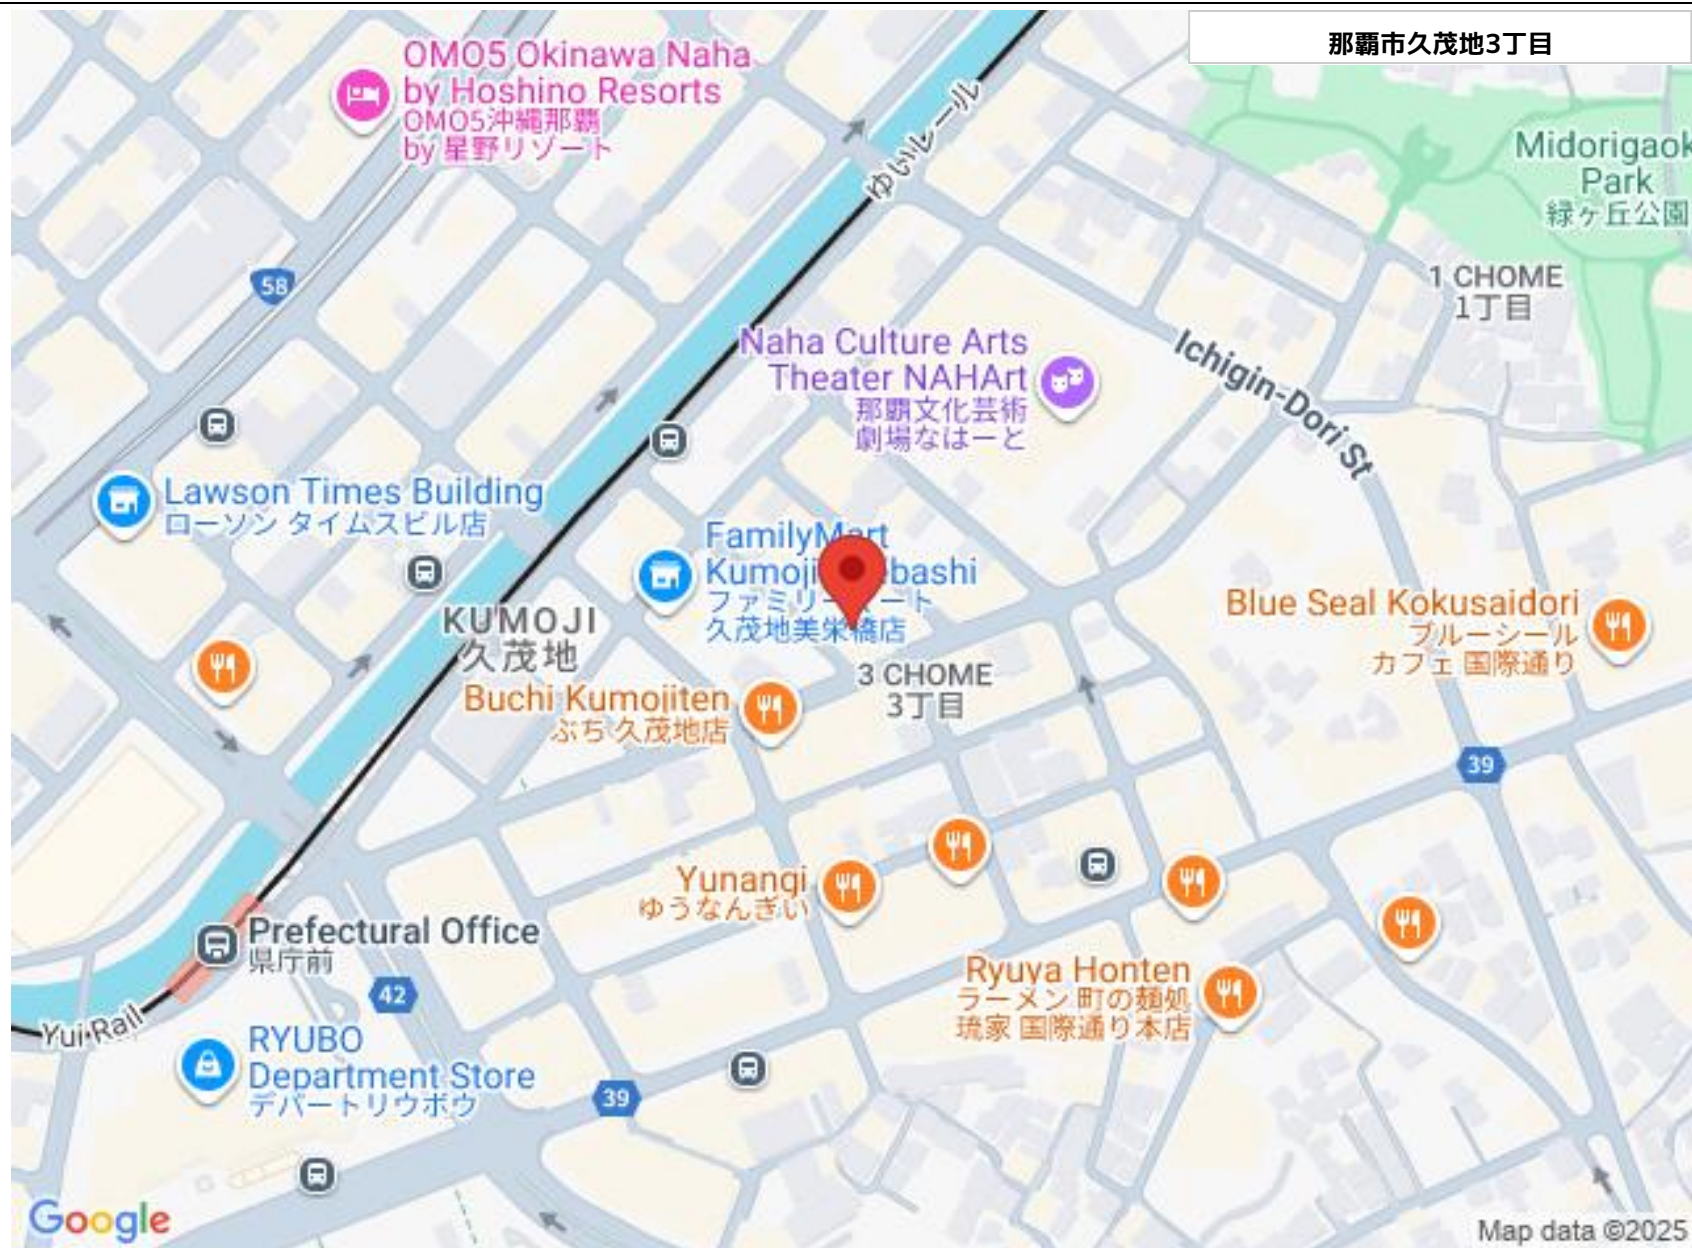 那覇市久茂地3丁目
OMO5 Okinawa Naha
by Hoshino Resorts
OMO5沖縄那覇
by 星野リゾート
ゆいレール
Midorigaok
Park
緑ヶ丘公園
58
1 CHOME
1丁目
Naha Culture Arts
Theater NAHArt
那覇文化芸術
劇場なはーと
Ichigin-Dori St
Lawson Times Building
ローソン タイムスビル店
FamilyMart
Kumoji
bashi
ファミリーマート
久茂地美栄橋店
KUMOJI
久茂地
Blue Seal Kokusaidori
ブルーシール
カフェ 国際通り
3 CHOME
3丁目
Buchi Kumojiten
ぶち 久茂地店
39
Yunangi
ゆうなんぎい
Prefectural Office
県庁前
42
Ryuya Honten
ラーメン 町の麺処
琉家 国際通り本店
Yui Rail
RYUBO
Department Store
デパートリウボウ
39
Google
Map data ©2025